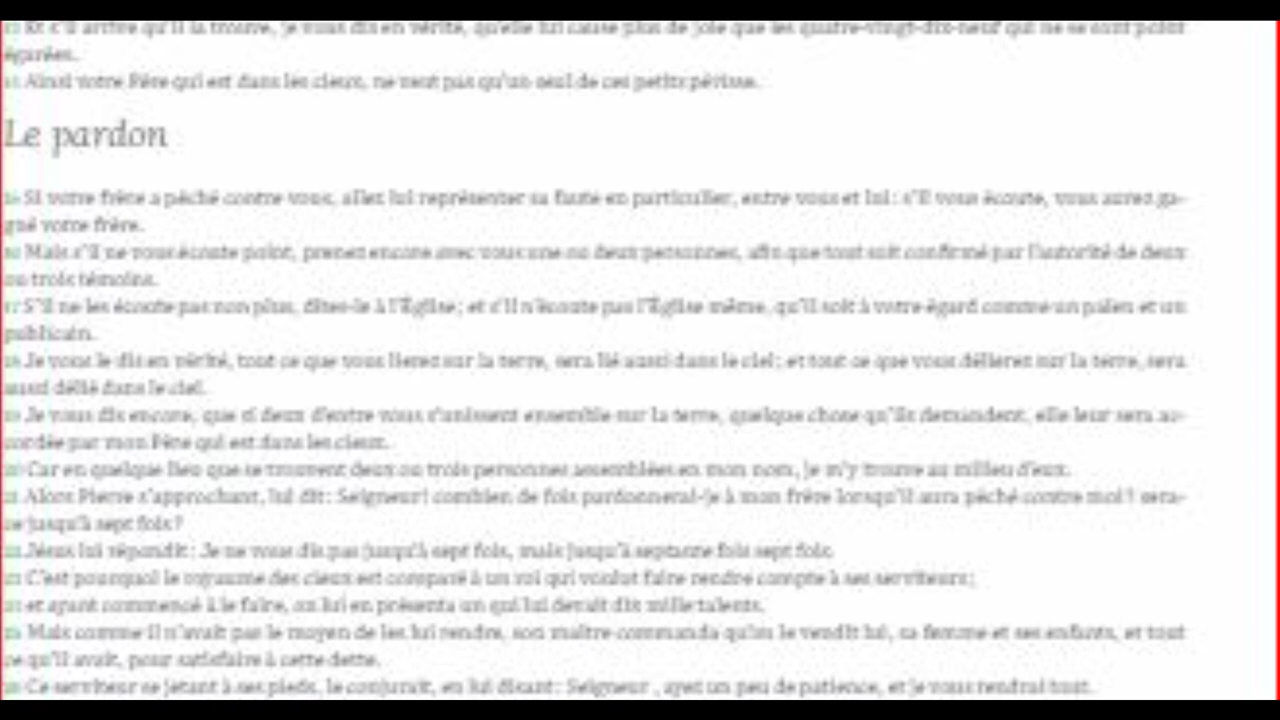 13 Et s'il arrive qu'il la trouve, je vous dis en vérité, qu'elle lui cause plus de joie que les quatre-vingt-dix-neuf qui ne se sont point
égarées.
14 Ainsi votre Père qui est dans les cieux, ne veut pas qu'un seul de ces petits périsse.
Le pardon
15 Si votre frère a péché contre vous, allez lui représenter sa faute en particulier, entre vous et lui: s'il vous écoute, vous aurez ga-
gné votre frère.
16 Mais s'il ne vous écoute point, prenez encore avec vous une ou deux personnes, afin que tout soit confirmé par l'autorité de deux
ou trois témoins.
17 S'il ne les écoute pas non plus, dites-le à l'Église; et s'il n'écoute pas l'Église même, qu'il soit à votre égard comme un païen et un
publicain.
18 Je vous le dis en vérité, tout ce que vous lierez sur la terre, sera lié aussi dans le ciel; et tout ce que vous délierez sur la terre, sera
aussi délié dans le ciel.
19 Je vous dis encore, que si deux d'entre vous s'unissent ensemble sur la terre, quelque chose qu'ils demandent, elle leur sera ac-
cordée par mon Père qui est dans les cieux.
20 Car en quelque lieu que se trouvent deux ou trois personnes assemblées en mon nom, je m'y trouve au milieu d'eux.
21 Alors Pierre s'approchant, lui dit: Seigneur! combien de fois pardonnerai-je à mon frère lorsqu'il aura péché contre moi? sera-
ce jusqu'à sept fois?
22 Jésus lui répondit: Je ne vous dis pas jusqu'à sept fois, mais jusqu'à septante fois sept fois.
23 C'est pourquoi le royaume des cieux est comparé à un roi qui voulut faire rendre compte à ses serviteurs;
24 et ayant commencé à le faire, on lui en présenta un qui lui devait dix mille talents.
25 Mais comme il n'avait pas le moyen de les lui rendre, son maître commanda qu'on le vendît lui, sa femme et ses enfants, et tout
ce qu'il avait, pour satisfaire à cette dette.
26 Ce serviteur se jetant à ses pieds, le conjurait, en lui disant: Seigneur , ayez un peu de patience, et je vous rendrai tout.